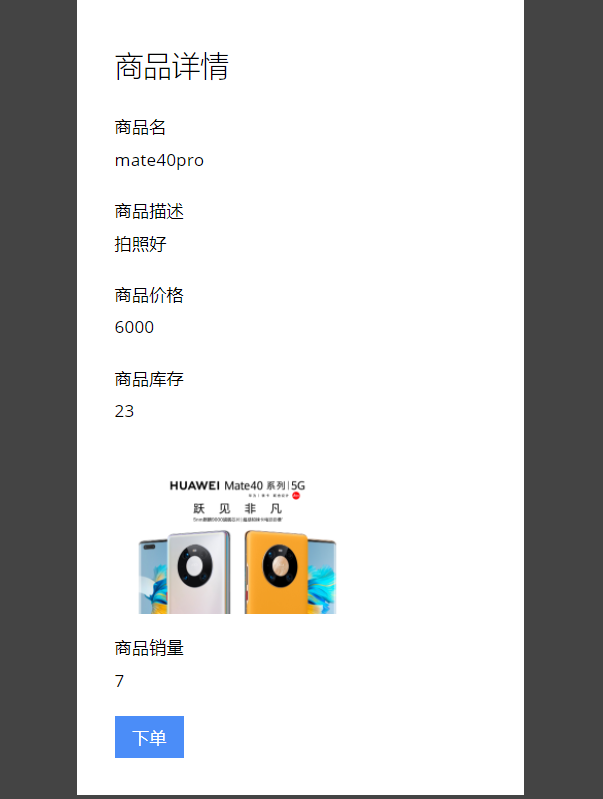 商品详情
商品名
mate40pro
商品描述
拍照好
商品价格
6000
商品库存
23
HUAWEI Mate40 系列|5G
跃 见 非 凡
商品销量
7
下单